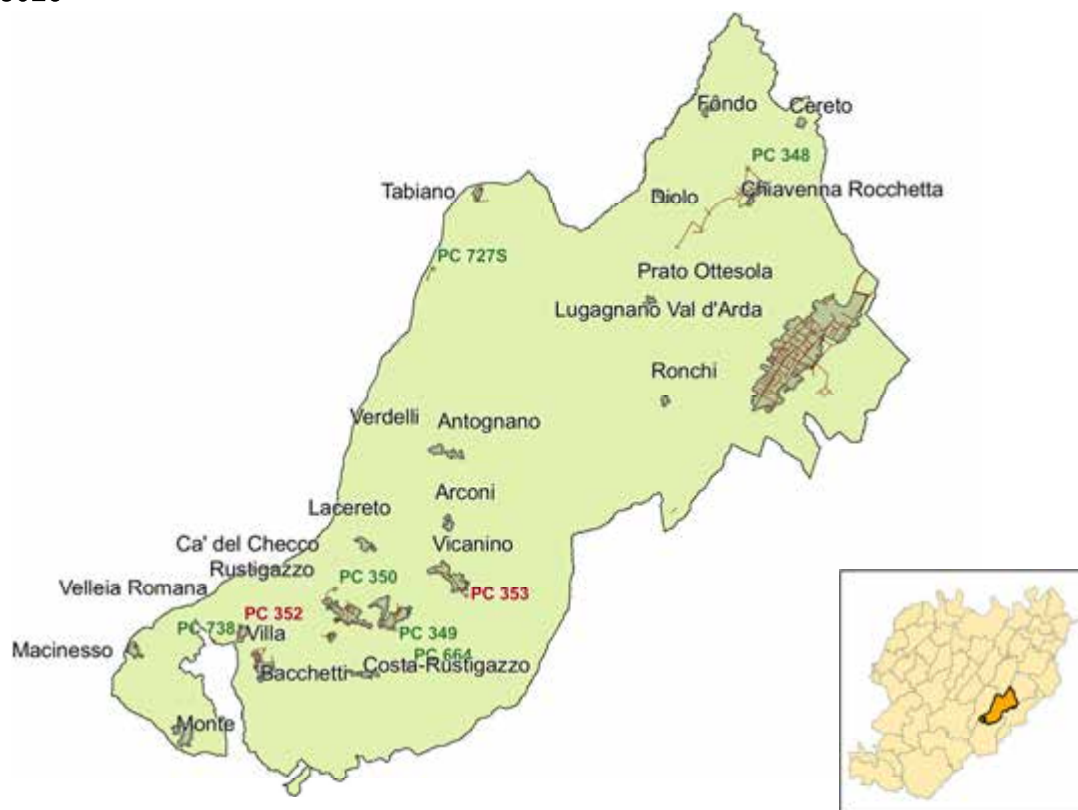 Fôndo
Cereto
PC 348
Tabiano
Diolo
Chiavenna Rocchetta
PC 727S
Prato Ottesola
Lugagnano Val d'Arda
Ronchi
Verdelli
Antognano
Arconi
Lacereto
Ca' del Checco
Vicanino
Rustigazzo
PC 350
Velleia Romana
PC 353
PC 352
PC 738
Villa
PC 349
Macinesso
PC 664
Bacchetti
Costa-Rustigazzo
Monte